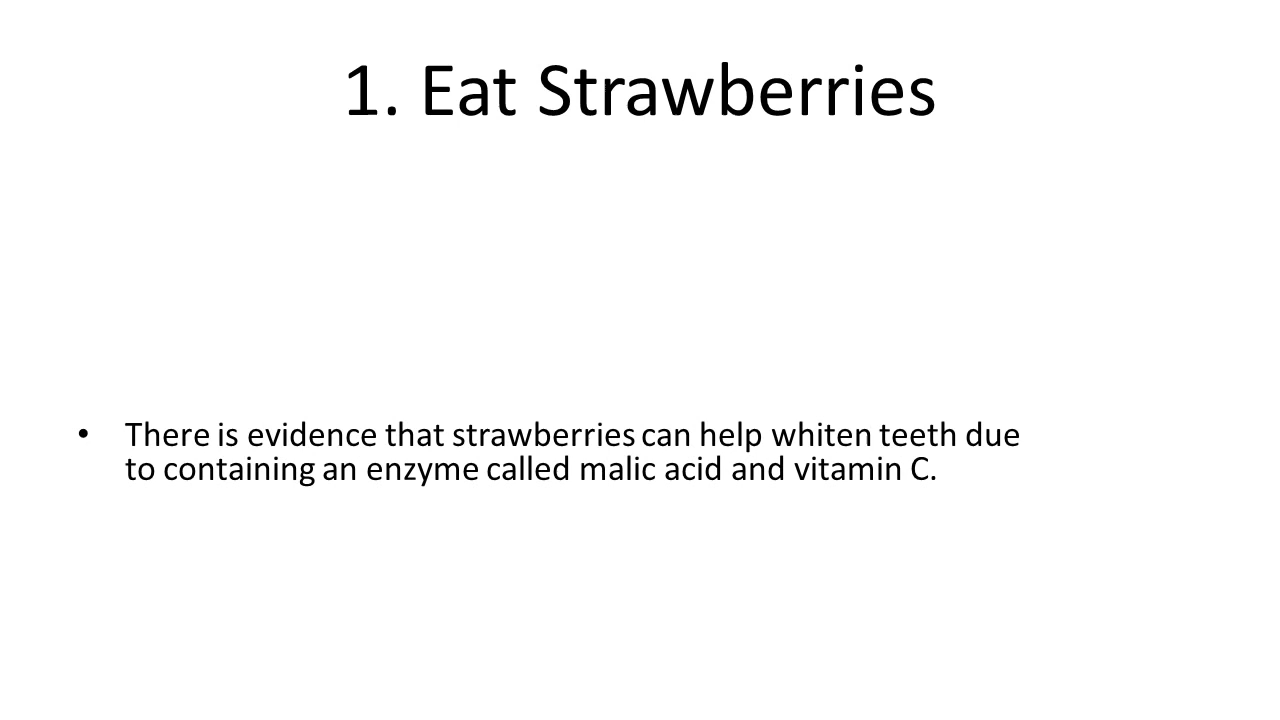 1. Eat Strawberries
• There is evidence that strawberries can help whiten teeth due
to containing an enzyme called malic acid and vitamin C.